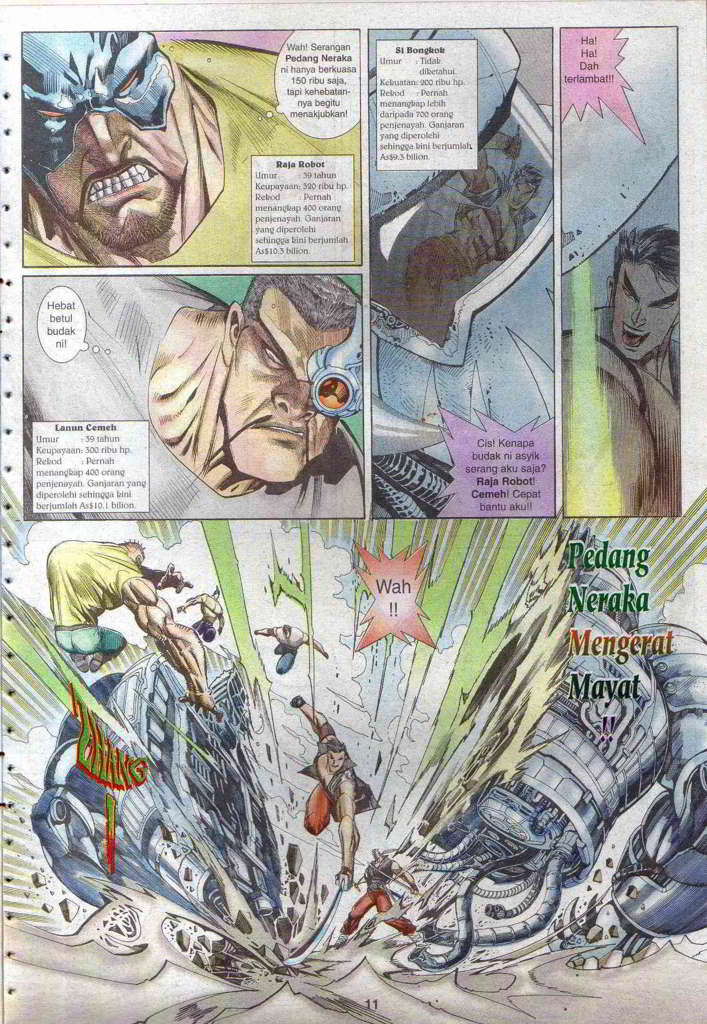 Wah! Serangan
Pedang Neraka
ni hanya berkuasa
150 ribu saja,
tapi kehebatan-
nya begitu
menakjubkan!
Raja Robot
Umur : 39 tahun
Keupayaan: 320 ribu hp.
Rekod : Pernah
menangkap 400 orang
penjenayah. Ganjaran
yang diperolehi
sehingga kini berjumlah
As$10.3 bilion.
Si Bongkok
Umur : Tidak
diketahui.
Kekuatan: 200 ribu hp.
Rekod : Pernah
menangkap lebih
daripada 700 orang
penjenayah. Ganjaran
yang diperolehi
sehingga kini berjumlah
As$9.3 bilion.
Ha!
Ha!
Dah
terlambat!!
Hebat
betul
budak
ni!
Lanun Cemeh
Umur : 39 tahun
Keupayaan: 300 ribu hp.
Rekod : Pernah
menangkap 400 orang
penjenayah. Ganjaran yang
diperolehi sehingga kini
berjumlah As$10.1 bilion.
Cis! Kenapa
budak ni asyik
serang aku saja?
Raja Robot!
Cemeh! Cepat
bantu aku!!
Wah
!!
Pedang
Neraka
Mengerat
Mayat
!!
11